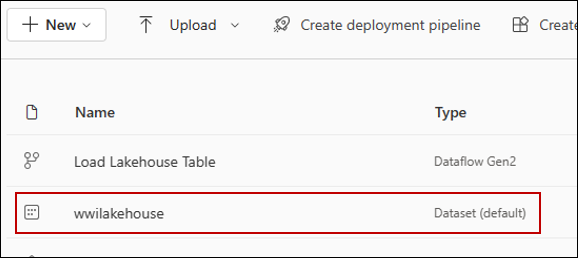 New Upload Create deployment pipeline Create
Name Type
Load Lakehouse Table Dataflow Gen2
wwilakehouse Dataset (default)